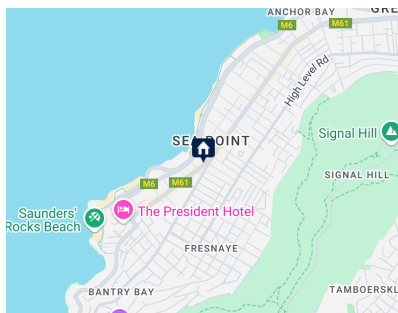 ANCHOR BAY
GRE
M6
M61
High Level Rd
SEA POINT
Signal Hill
SIGNAL HILL
M6
M61
Saunders'
Rocks Beach
The President Hotel
FRESNAYE
BANTRY BAY
TAMBOERSKL